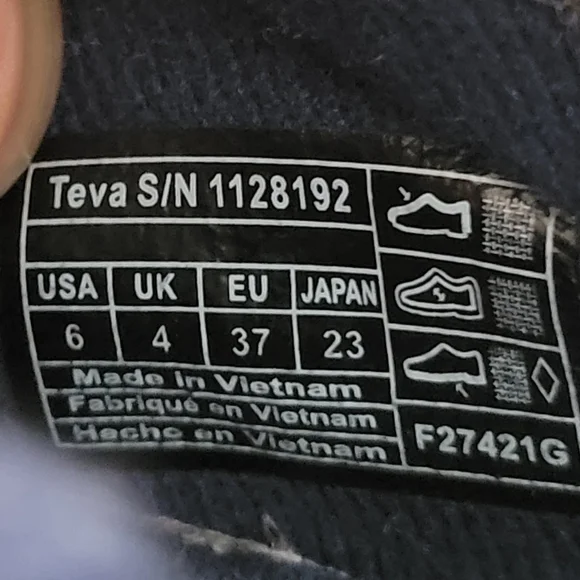 Teva S/N 1128192
USA UK EU JAPAN
6 4 37 23
Made in Vietnam
Fabriqué en Vietnam
Hecho en Vietnam
F27421G